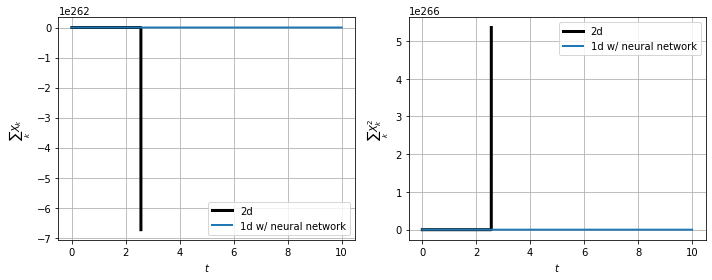 1e262
0
−1
−2
−3
−4
−5
−6
−7
0 2 4 6 8 10
t
∑ₖ Xₖ
2d
1d w/ neural network
1e266
5
4
3
2
1
0
0 2 4 6 8 10
t
∑ₖ Xₖ²
2d
1d w/ neural network